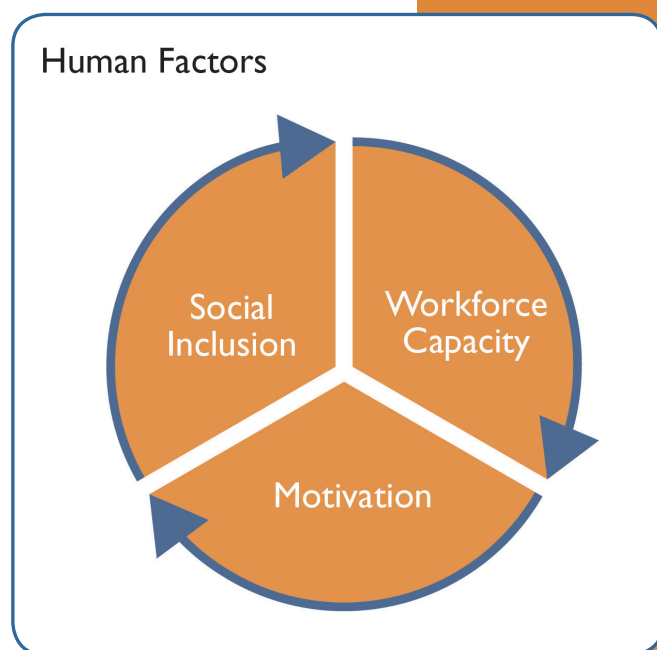 Human Factors
Social
Inclusion
Workforce
Capacity
Motivation